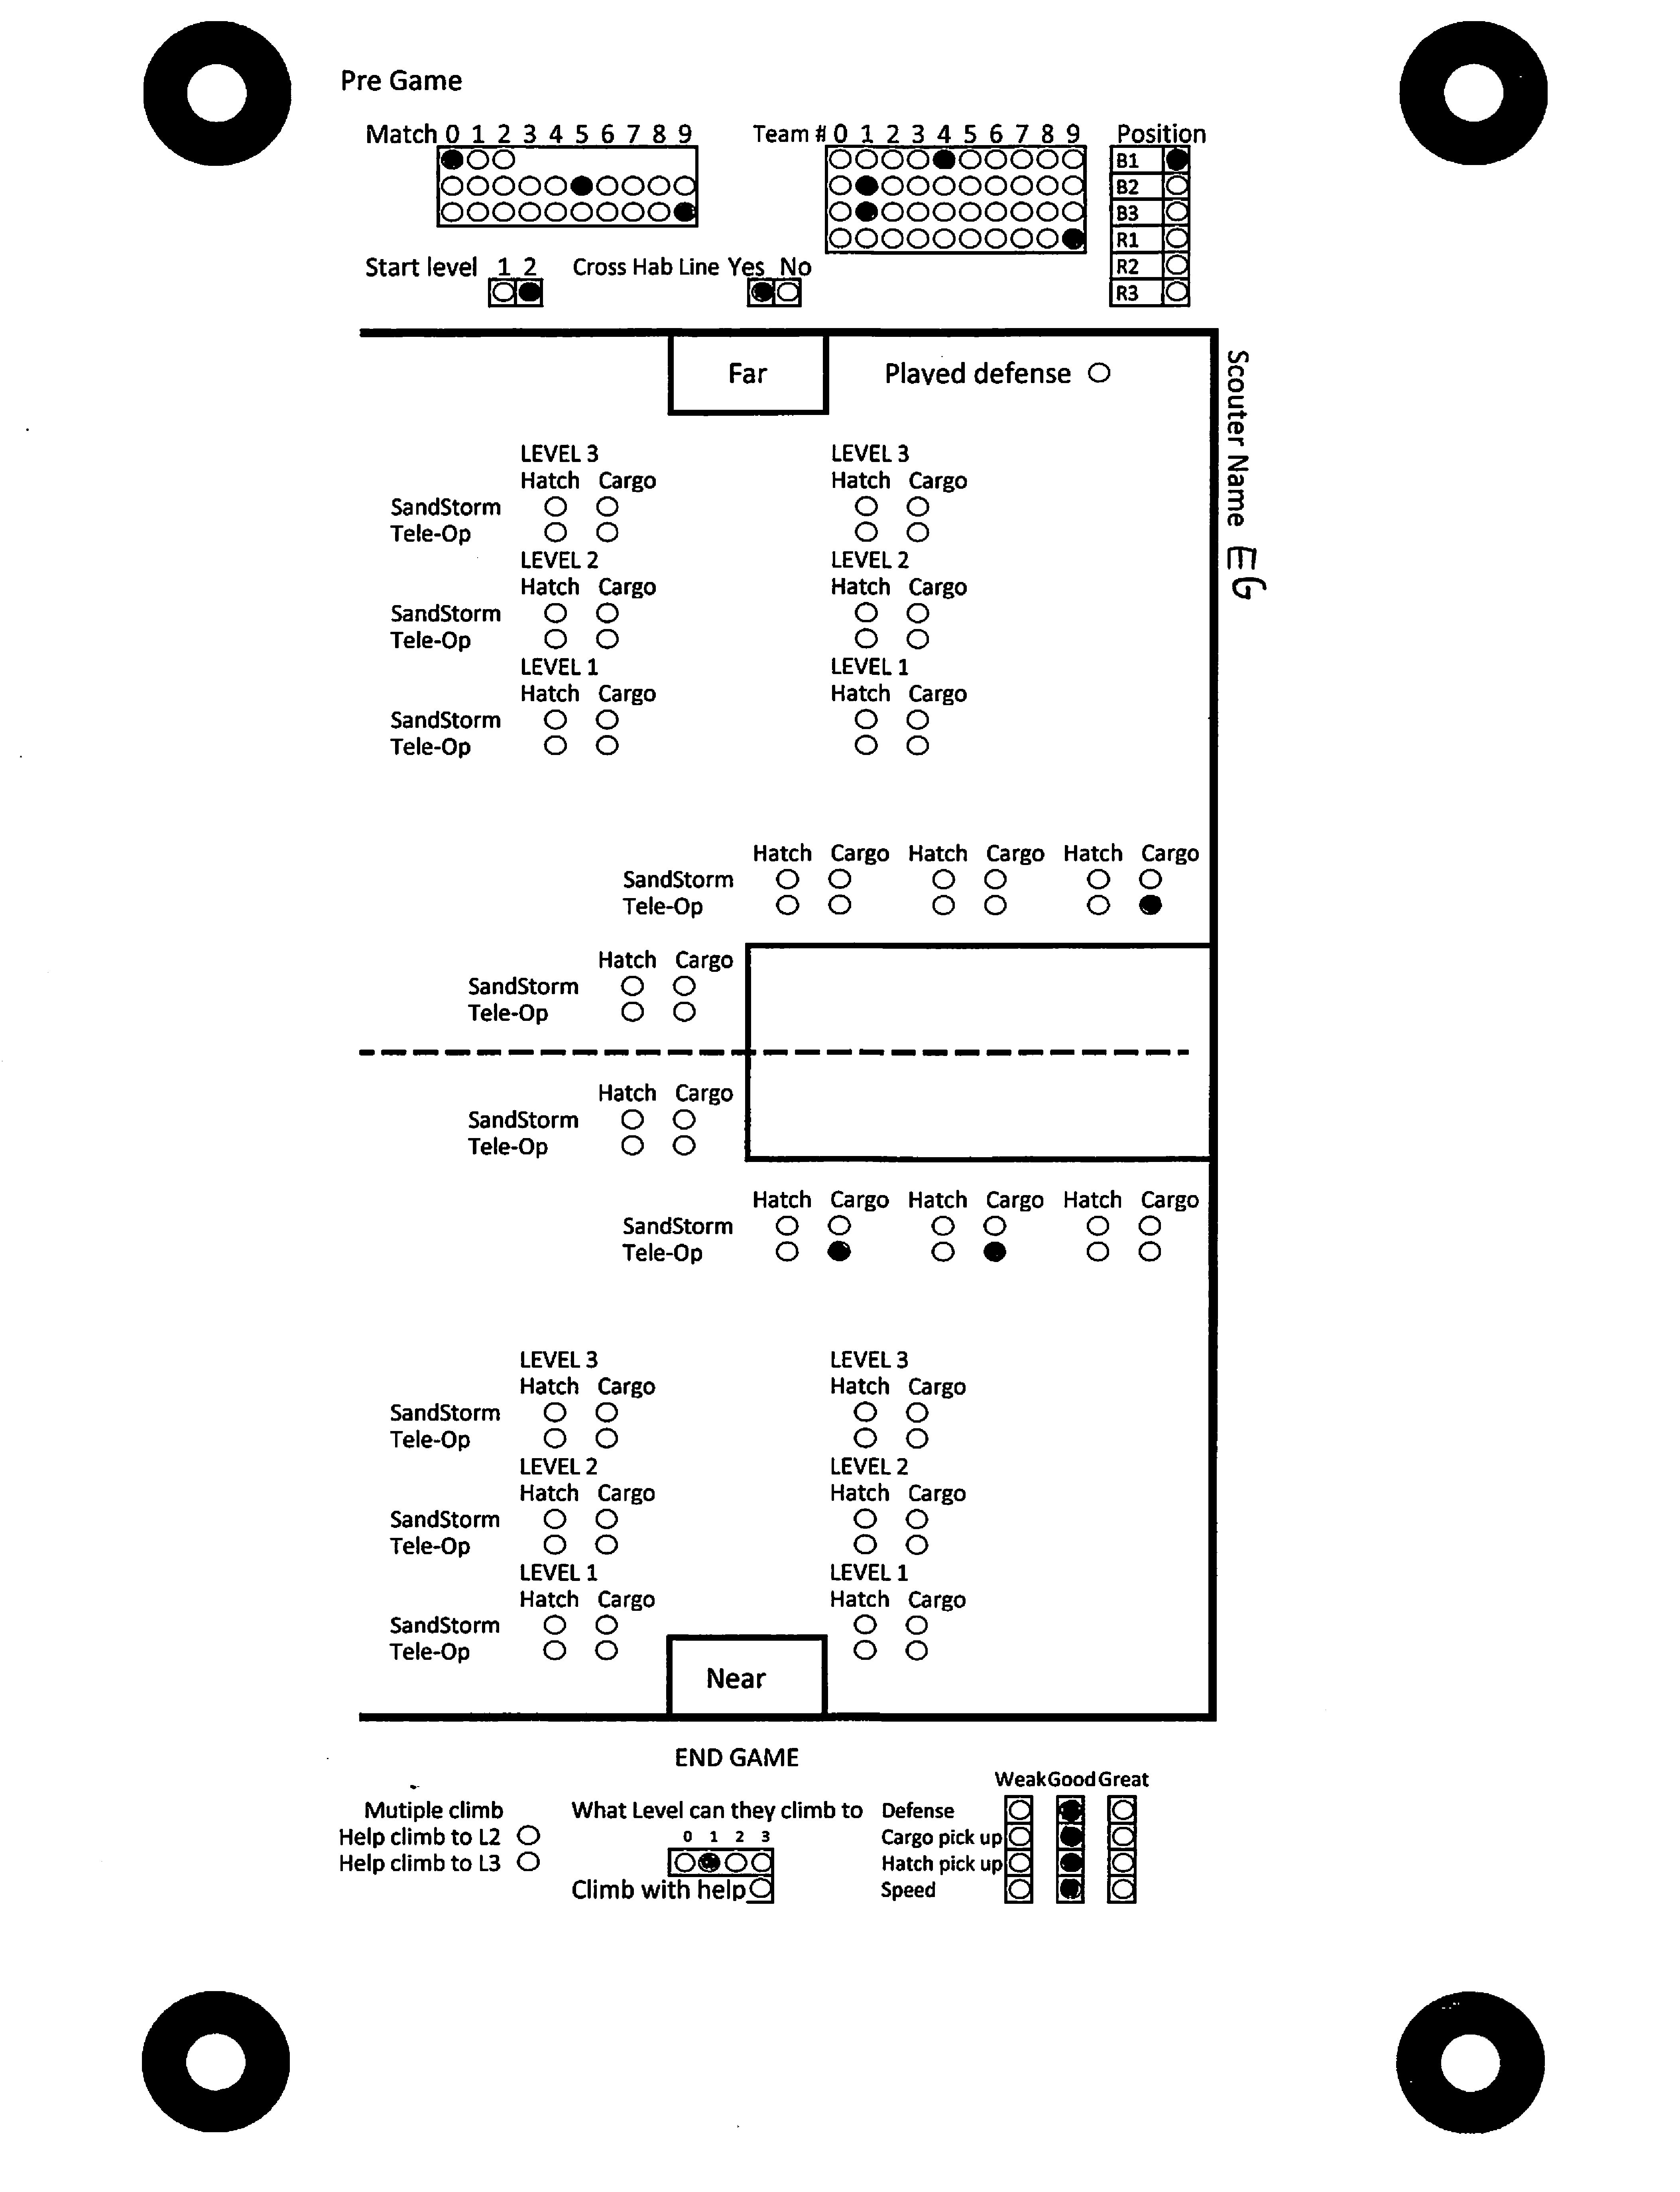 Pre Game
Match 0 1 2 3 4 5 6 7 8 9
Team # 0 1 2 3 4 5 6 7 8 9
Position
B1
B2
B3
R1
R2
R3
Start level 1 2
Cross Hab Line Yes No
Far
Played defense
Scouter Name EG
LEVEL 3 LEVEL 3
Hatch Cargo Hatch Cargo
SandStorm
Tele-Op
LEVEL 2 LEVEL 2
Hatch Cargo Hatch Cargo
SandStorm
Tele-Op
LEVEL 1 LEVEL 1
Hatch Cargo Hatch Cargo
SandStorm
Tele-Op
Hatch Cargo Hatch Cargo Hatch Cargo
SandStorm
Tele-Op
Hatch Cargo
SandStorm
Tele-Op
Hatch Cargo
SandStorm
Tele-Op
Hatch Cargo Hatch Cargo Hatch Cargo
SandStorm
Tele-Op
LEVEL 3 LEVEL 3
Hatch Cargo Hatch Cargo
SandStorm
Tele-Op
LEVEL 2 LEVEL 2
Hatch Cargo Hatch Cargo
SandStorm
Tele-Op
LEVEL 1 LEVEL 1
Hatch Cargo Hatch Cargo
SandStorm
Tele-Op
Near
END GAME
Mutiple climb
Help climb to L2
Help climb to L3
What Level can they climb to
0 1 2 3
Climb with help
Weak Good Great
Defense
Cargo pick up
Hatch pick up
Speed